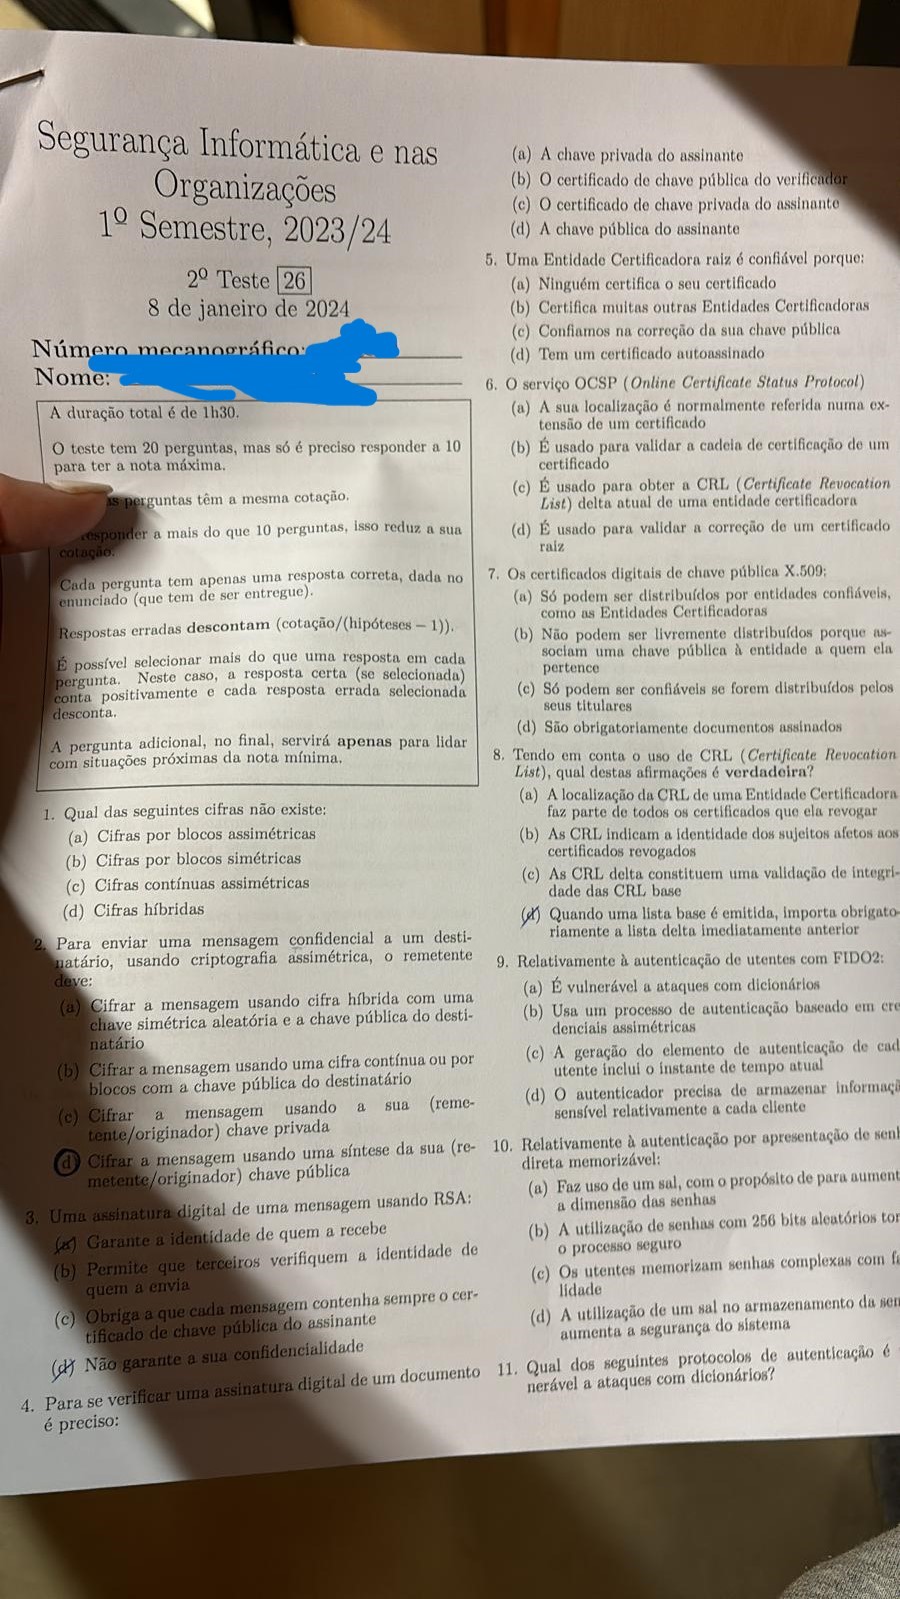 Segurança Informática e nas
Organizações
1º Semestre, 2023/24
2º Teste 26
8 de janeiro de 2024
Número mecanográfico:
Nome:
A duração total é de 1h30.
O teste tem 20 perguntas, mas só é preciso responder a 10
para ter a nota máxima.
perguntas têm a mesma cotação.
responder a mais do que 10 perguntas, isso reduz a sua
cotação.
Cada pergunta tem apenas uma resposta correta, dada no
enunciado (que tem de ser entregue).
Respostas erradas descontam (cotação/(hipóteses − 1)).
É possível selecionar mais do que uma resposta em cada
pergunta. Neste caso, a resposta certa (se selecionada)
conta positivamente e cada resposta errada selecionada
desconta.
A pergunta adicional, no final, servirá apenas para lidar
com situações próximas da nota mínima.
1. Qual das seguintes cifras não existe:
(a) Cifras por blocos assimétricas
(b) Cifras por blocos simétricas
(c) Cifras contínuas assimétricas
(d) Cifras híbridas
2. Para enviar uma mensagem confidencial a um desti-
natário, usando criptografia assimétrica, o remetente
deve:
(a) Cifrar a mensagem usando cifra híbrida com uma
chave simétrica aleatória e a chave pública do desti-
natário
(b) Cifrar a mensagem usando uma cifra contínua ou por
blocos com a chave pública do destinatário
(c) Cifrar a mensagem usando a sua (reme-
tente/originador) chave privada
(d) Cifrar a mensagem usando uma síntese da sua (re-
metente/originador) chave pública
3. Uma assinatura digital de uma mensagem usando RSA:
(a) Garante a identidade de quem a recebe
(b) Permite que terceiros verifiquem a identidade de
quem a envia
(c) Obriga a que cada mensagem contenha sempre o cer-
tificado de chave pública do assinante
(d) Não garante a sua confidencialidade
4. Para se verificar uma assinatura digital de um documento
é preciso:
(a) A chave privada do assinante
(b) O certificado de chave pública do verificador
(c) O certificado de chave privada do assinante
(d) A chave pública do assinante
5. Uma Entidade Certificadora raiz é confiável porque:
(a) Ninguém certifica o seu certificado
(b) Certifica muitas outras Entidades Certificadoras
(c) Confiamos na correção da sua chave pública
(d) Tem um certificado autoassinado
6. O serviço OCSP (Online Certificate Status Protocol)
(a) A sua localização é normalmente referida numa ex-
tensão de um certificado
(b) É usado para validar a cadeia de certificação de um
certificado
(c) É usado para obter a CRL (Certificate Revocation
List) delta atual de uma entidade certificadora
(d) É usado para validar a correção de um certificado
raiz
7. Os certificados digitais de chave pública X.509:
(a) Só podem ser distribuídos por entidades confiáveis,
como as Entidades Certificadoras
(b) Não podem ser livremente distribuídos porque as-
sociam uma chave pública à entidade a quem ela
pertence
(c) Só podem ser confiáveis se forem distribuídos pelos
seus titulares
(d) São obrigatoriamente documentos assinados
8. Tendo em conta o uso de CRL (Certificate Revocation
List), qual destas afirmações é verdadeira?
(a) A localização da CRL de uma Entidade Certificadora
faz parte de todos os certificados que ela revogar
(b) As CRL indicam a identidade dos sujeitos afetos aos
certificados revogados
(c) As CRL delta constituem uma validação de integri-
dade das CRL base
(d) Quando uma lista base é emitida, importa obrigato-
riamente a lista delta imediatamente anterior
9. Relativamente à autenticação de utentes com FIDO2:
(a) É vulnerável a ataques com dicionários
(b) Usa um processo de autenticação baseado em cre
denciais assimétricas
(c) A geração do elemento de autenticação de cad
utente inclui o instante de tempo atual
(d) O autenticador precisa de armazenar informaçã
sensível relativamente a cada cliente
10. Relativamente à autenticação por apresentação de senh
direta memorizável:
(a) Faz uso de um sal, com o propósito de para aument
a dimensão das senhas
(b) A utilização de senhas com 256 bits aleatórios tor
o processo seguro
(c) Os utentes memorizam senhas complexas com fa
lidade
(d) A utilização de um sal no armazenamento da sen
aumenta a segurança do sistema
11. Qual dos seguintes protocolos de autenticação é
nerável a ataques com dicionários?